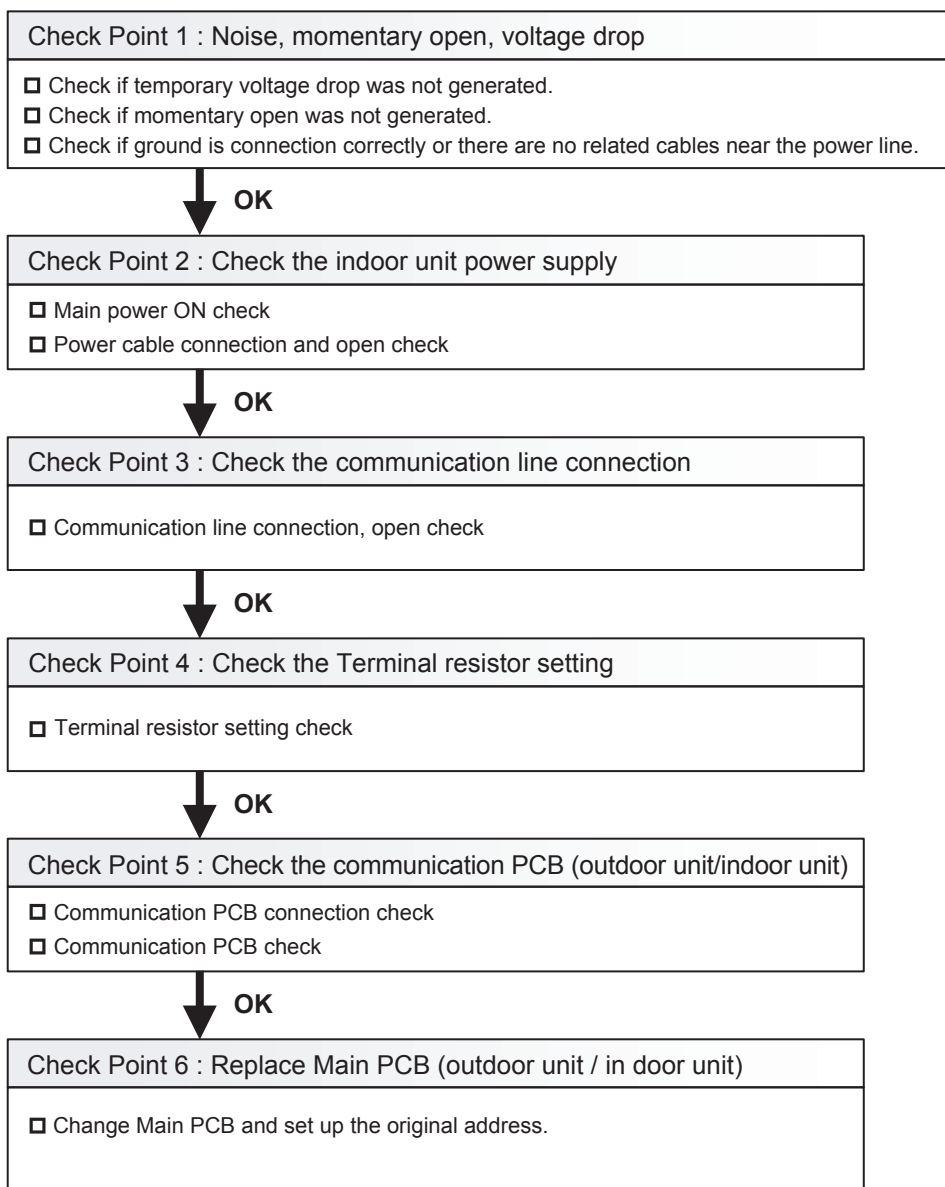 Check Point 1 : Noise, momentary open, voltage drop
Check if temporary voltage drop was not generated.
Check if momentary open was not generated.
Check if ground is connection correctly or there are no related cables near the power line.
OK
Check Point 2 : Check the indoor unit power supply
Main power ON check
Power cable connection and open check
OK
Check Point 3 : Check the communication line connection
Communication line connection, open check
OK
Check Point 4 : Check the Terminal resistor setting
Terminal resistor setting check
OK
Check Point 5 : Check the communication PCB (outdoor unit/indoor unit)
Communication PCB connection check
Communication PCB check
OK
Check Point 6 : Replace Main PCB (outdoor unit / in door unit)
Change Main PCB and set up the original address.